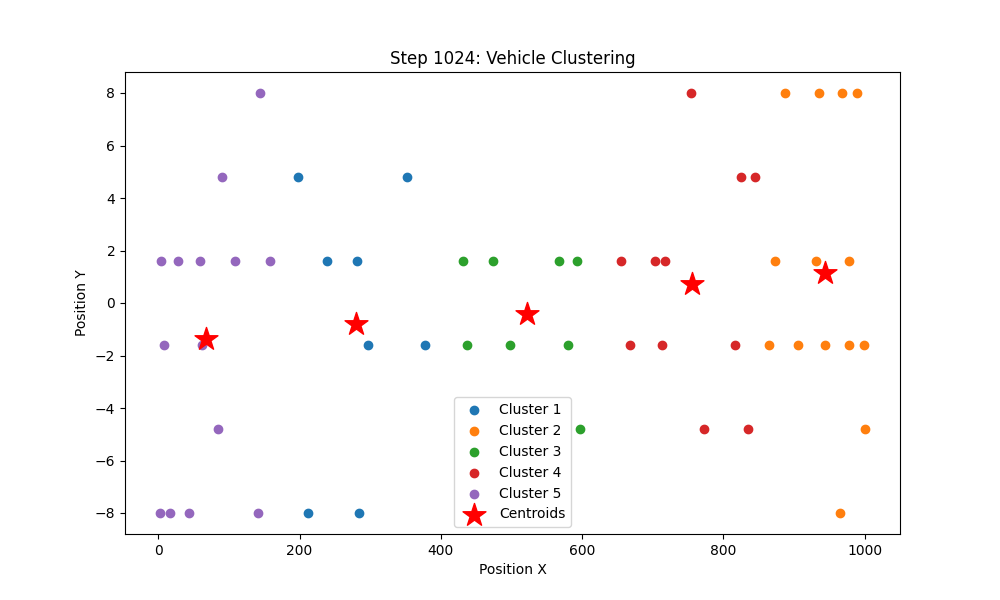 Step 1024: Vehicle Clustering
Position Y
8
6
4
2
0
−2
−4
−6
−8
Cluster 1
Cluster 2
Cluster 3
Cluster 4
Cluster 5
Centroids
0 200 400 600 800 1000
Position X